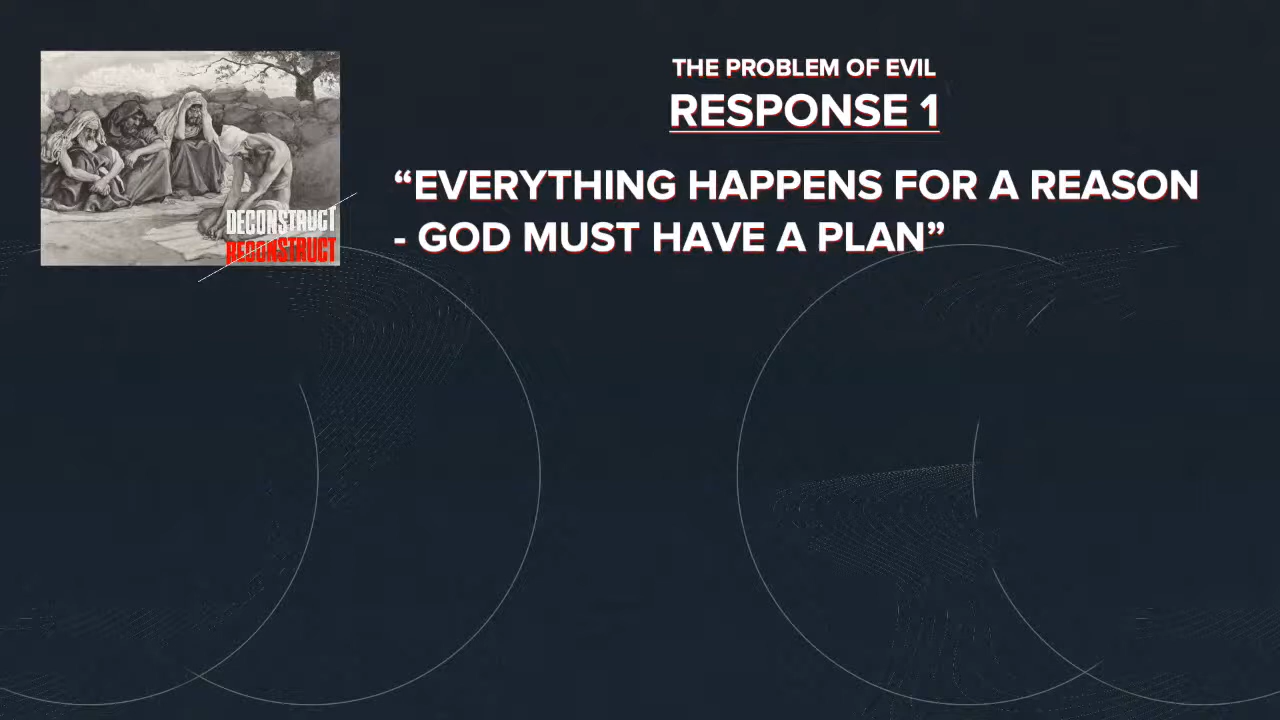 THE PROBLEM OF EVIL
RESPONSE 1
“EVERYTHING HAPPENS FOR A REASON
- GOD MUST HAVE A PLAN”
DECONSTRUCT
RECONSTRUCT